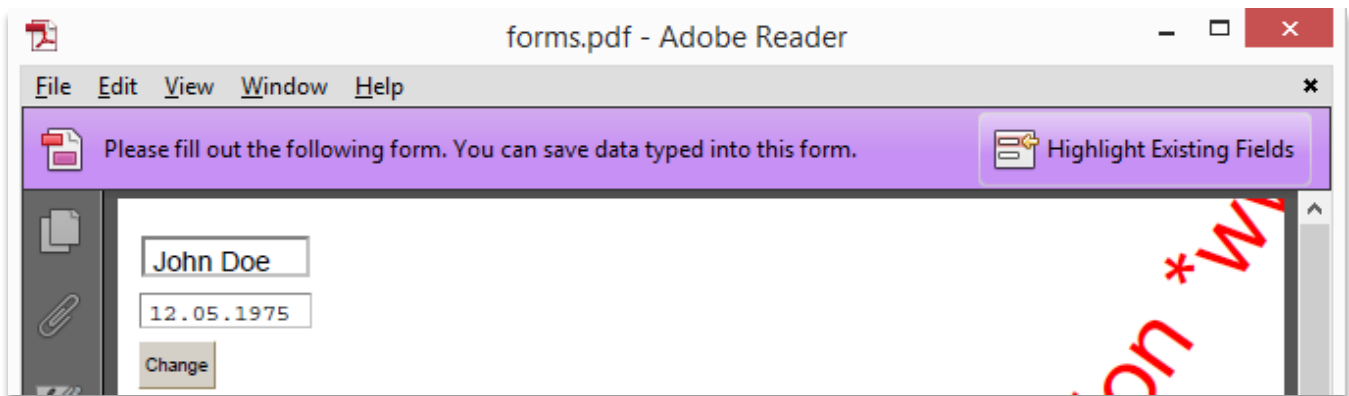 forms.pdf - Adobe Reader
File Edit View Window Help
Please fill out the following form. You can save data typed into this form.
Highlight Existing Fields
John Doe
12.05.1975
Change